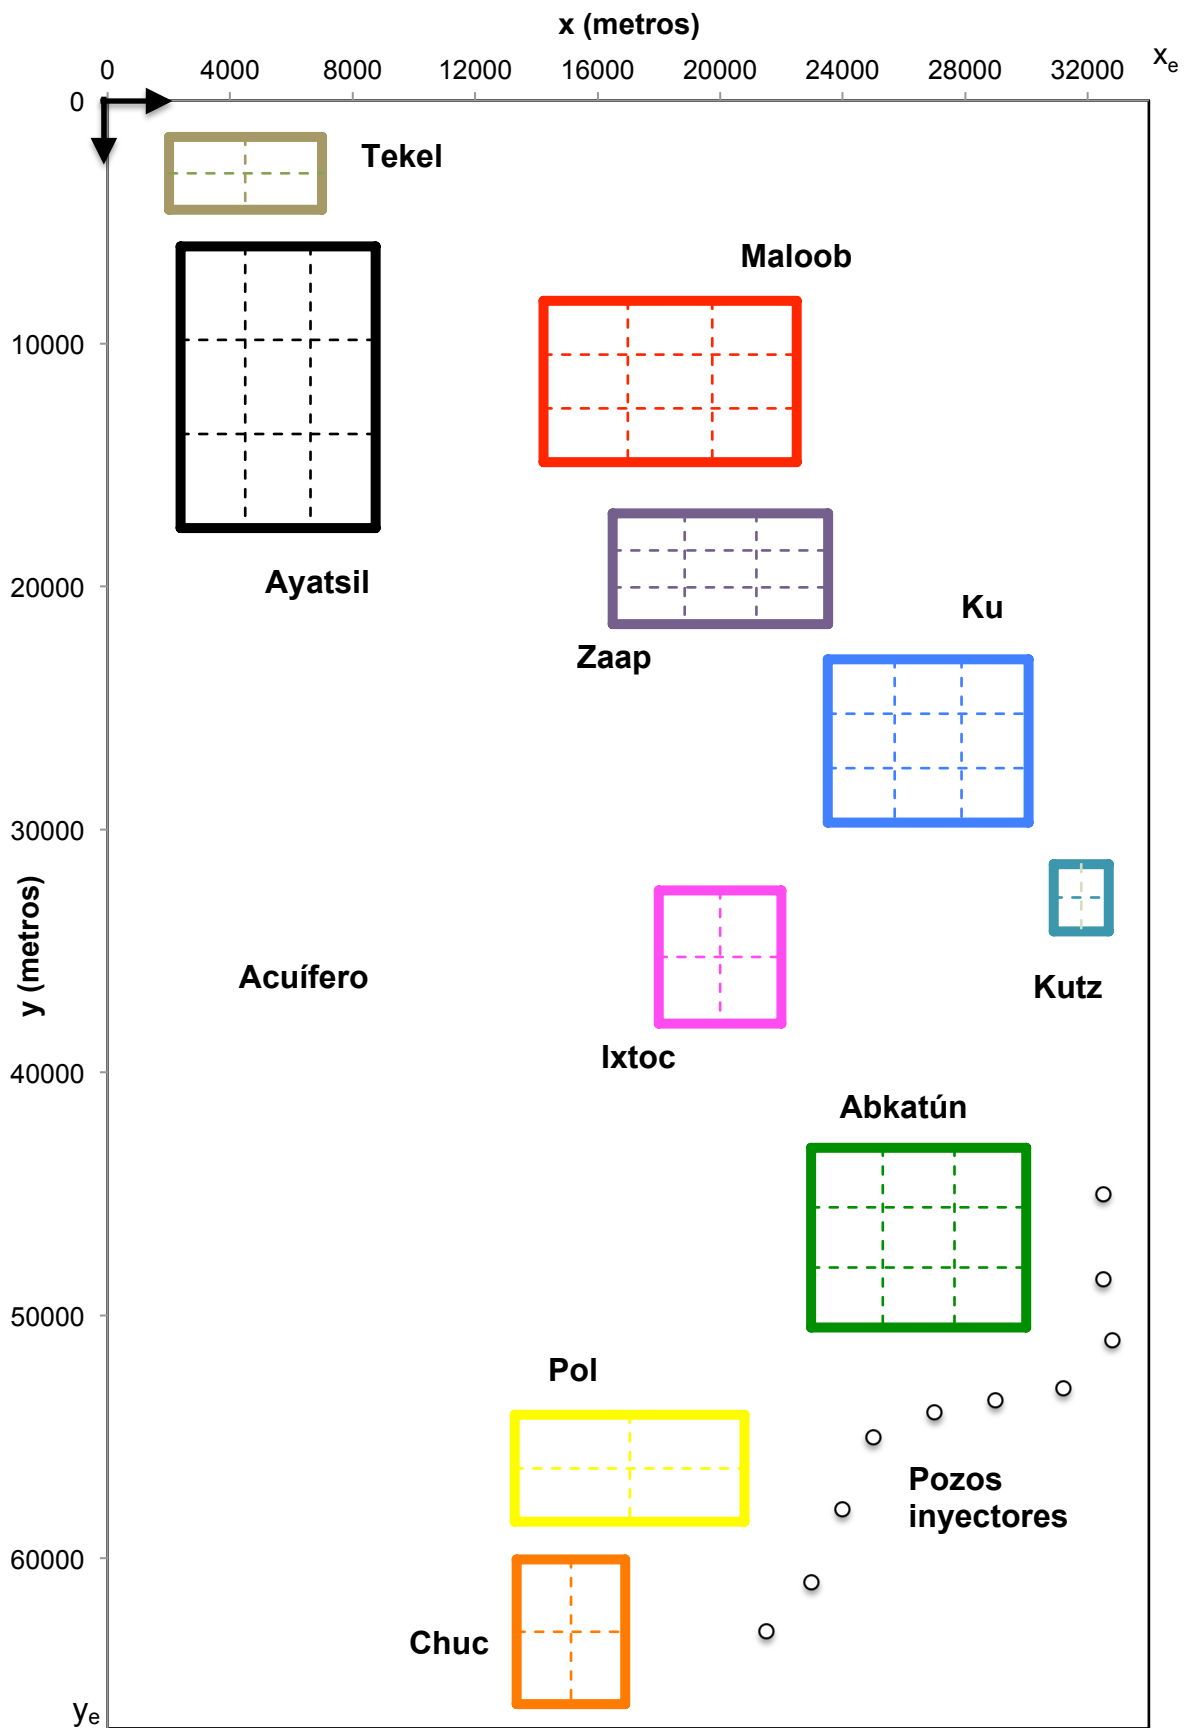 x (metros)
0 4000 8000 12000 16000 20000 24000 28000 32000 xₑ
0
Tekel
Maloob
10000
Ayatsil
20000
Ku
Zaap
30000
y (metros)
Acuífero
Kutz
Ixtoc
40000
Abkatún
50000
Pol
Pozos
inyectores
60000
Chuc
yₑ